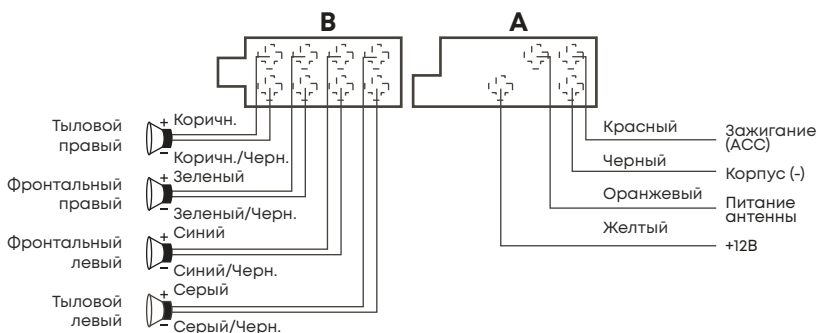 B
A
Тыловой
правый
+ Коричн.
– Коричн./Черн.
Фронтальный
правый
+ Зеленый
– Зеленый/Черн.
Фронтальный
левый
+ Синий
– Синий/Черн.
Тыловой
левый
+ Серый
– Серый/Черн.
Красный
Зажигание
(ACC)
Черный
Корпус (-)
Оранжевый
Питание
антенны
Желтый
+12В